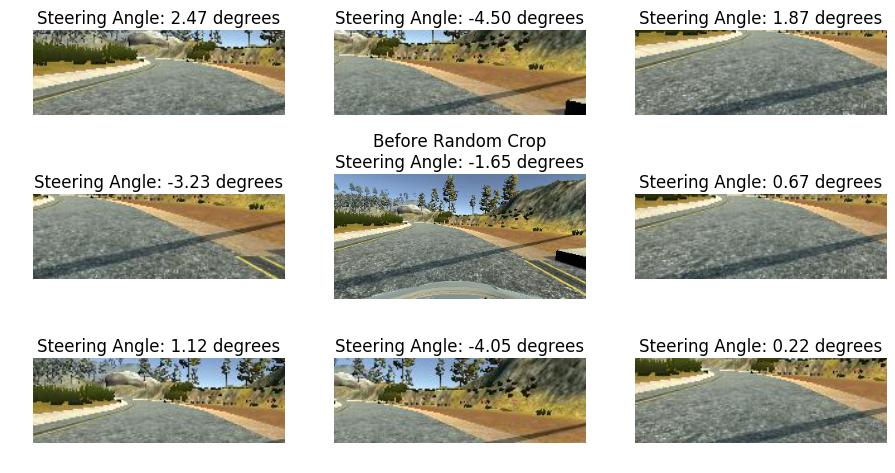 Steering Angle: 2.47 degrees
Steering Angle: -4.50 degrees
Steering Angle: 1.87 degrees
Before Random Crop
Steering Angle: -3.23 degrees
Steering Angle: -1.65 degrees
Steering Angle: 0.67 degrees
Steering Angle: 1.12 degrees
Steering Angle: -4.05 degrees
Steering Angle: 0.22 degrees